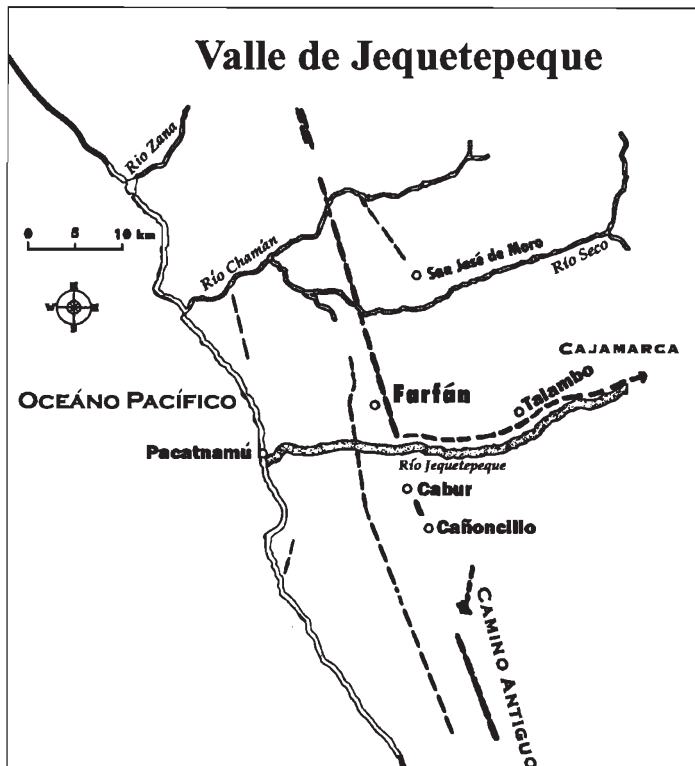 Valle de Jequetepeque
Río Zana
0 5 10 km
Río Chamán
San José de Moro
Río Seco
N
W E
S
CAJAMARCA
OCEÁNO PACÍFICO
Farfán
Talambo
Pacatnamú
Río Jequetepeque
Cabur
Cañoncillo
CAMINO ANTIGUO